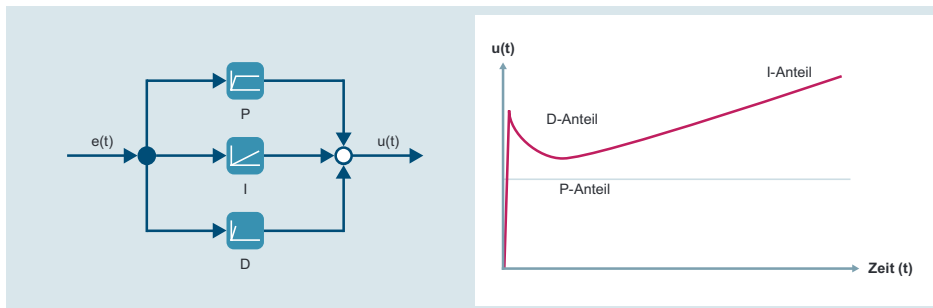 P
e(t)
u(t)
I
D
u(t)
I-Anteil
D-Anteil
P-Anteil
Zeit (t)